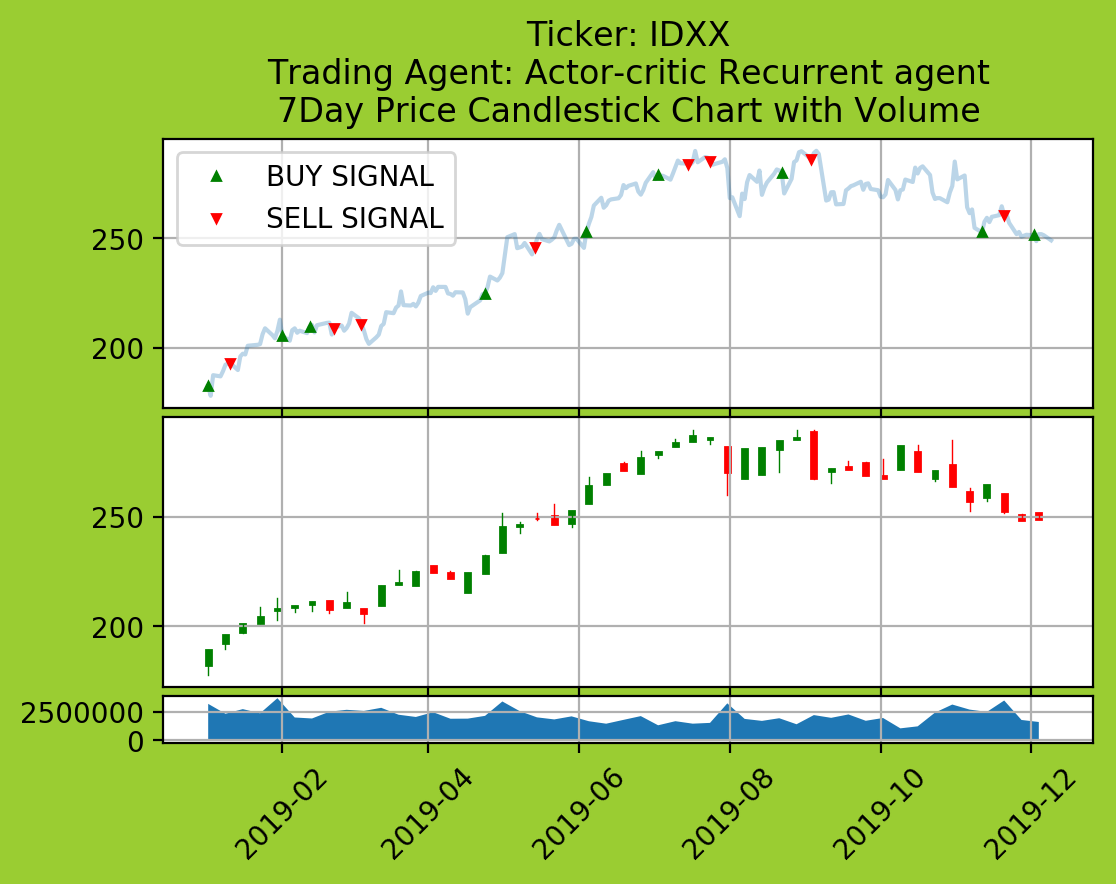 Ticker: IDXX
Trading Agent: Actor-critic Recurrent agent
7Day Price Candlestick Chart with Volume
BUY SIGNAL
SELL SIGNAL
250
200
250
200
2500000
0
2019-02
2019-04
2019-06
2019-08
2019-10
2019-12